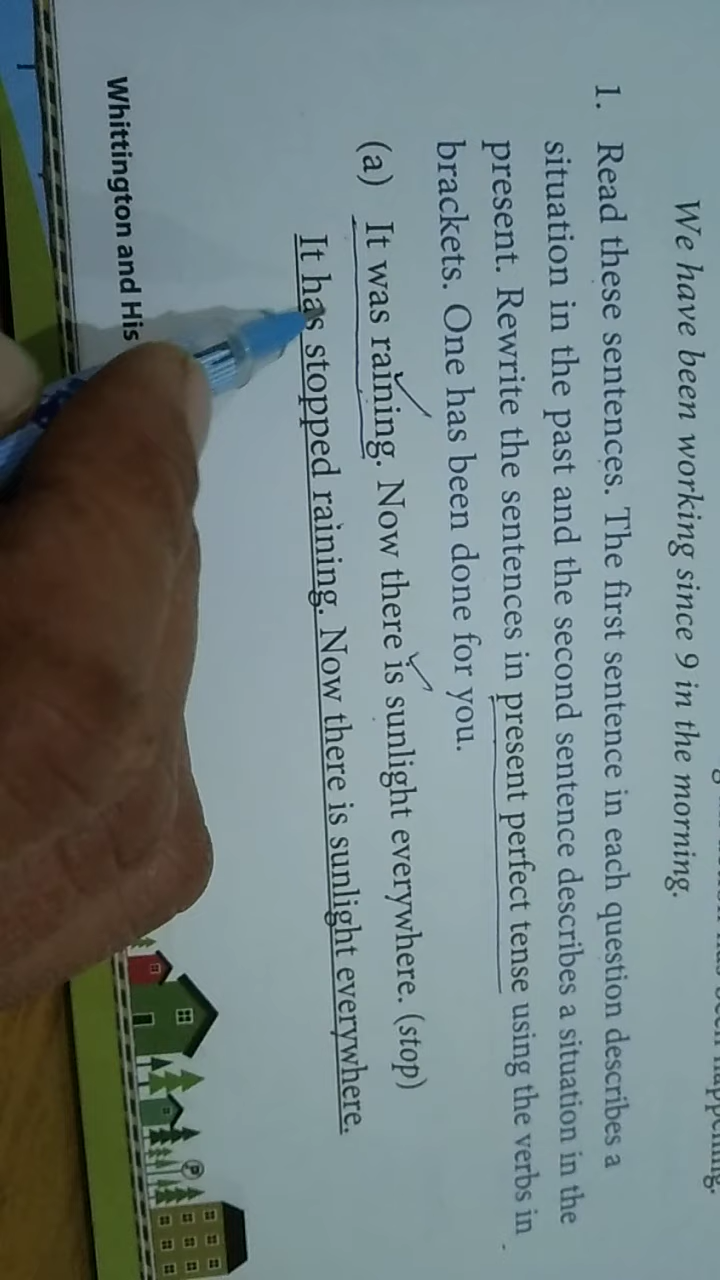 We have been working since 9 in the morning.
1. Read these sentences. The first sentence in each question describes a
situation in the past and the second sentence describes a situation in the
present. Rewrite the sentences in present perfect tense using the verbs in
brackets. One has been done for you.
(a) It was raining. Now there is sunlight everywhere. (stop)
It has stopped raining. Now there is sunlight everywhere.
Whittington and His
P